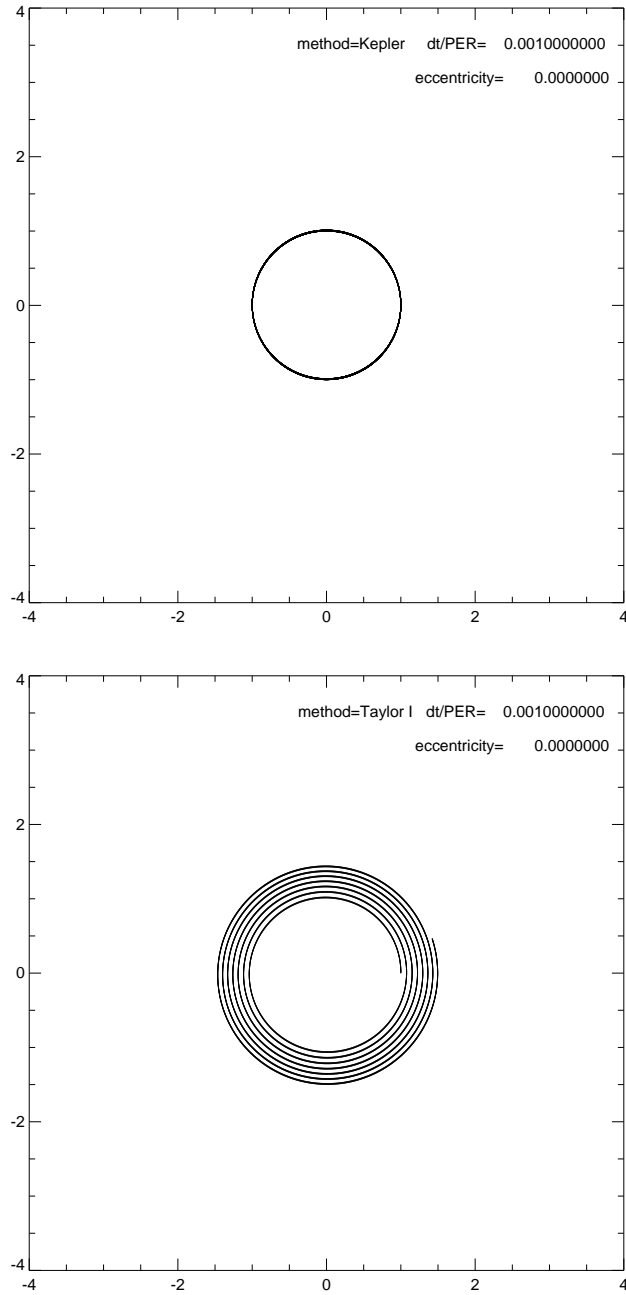 4
method=Kepler dt/PER= 0.0010000000
eccentricity= 0.0000000
2
0
-2
-4
-4 -2 0 2 4
4
method=Taylor I dt/PER= 0.0010000000
eccentricity= 0.0000000
2
0
-2
-4
-4 -2 0 2 4